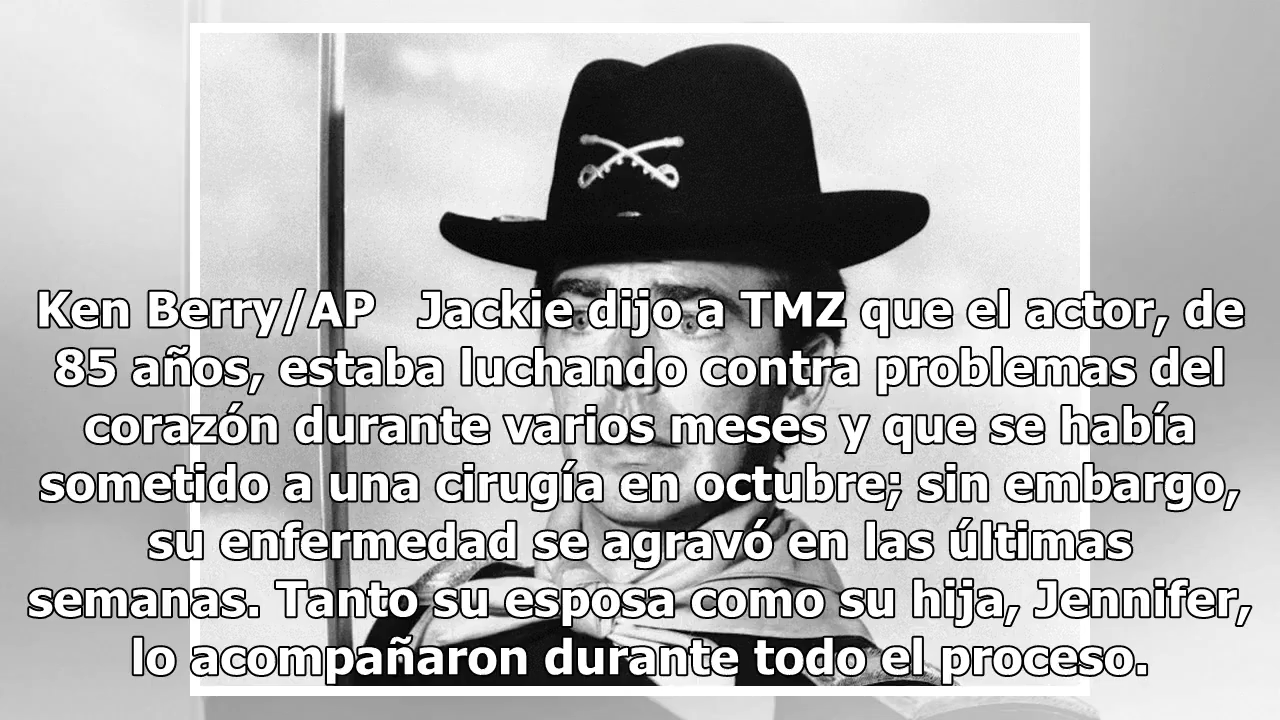 Ken Berry/AP   Jackie dijo a TMZ que el actor, de
85 años, estaba luchando contra problemas del
corazón durante varios meses y que se había
sometido a una cirugía en octubre; sin embargo,
su enfermedad se agravó en las últimas
semanas. Tanto su esposa como su hija, Jennifer,
lo acompañaron durante todo el proceso.